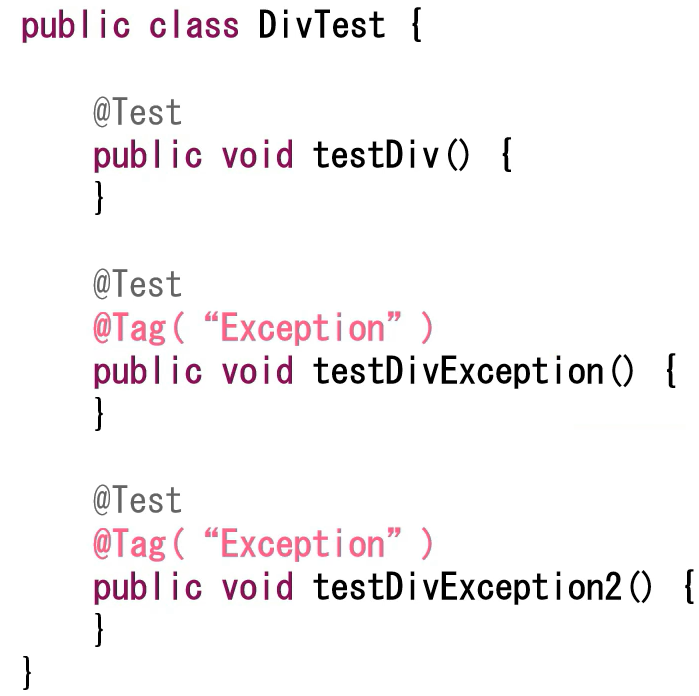 public class DivTest {
@Test
public void testDiv() {
}
@Test
@Tag( “Exception” )
public void testDivException() {
}
@Test
@Tag( “Exception” )
public void testDivException2() {
}
}